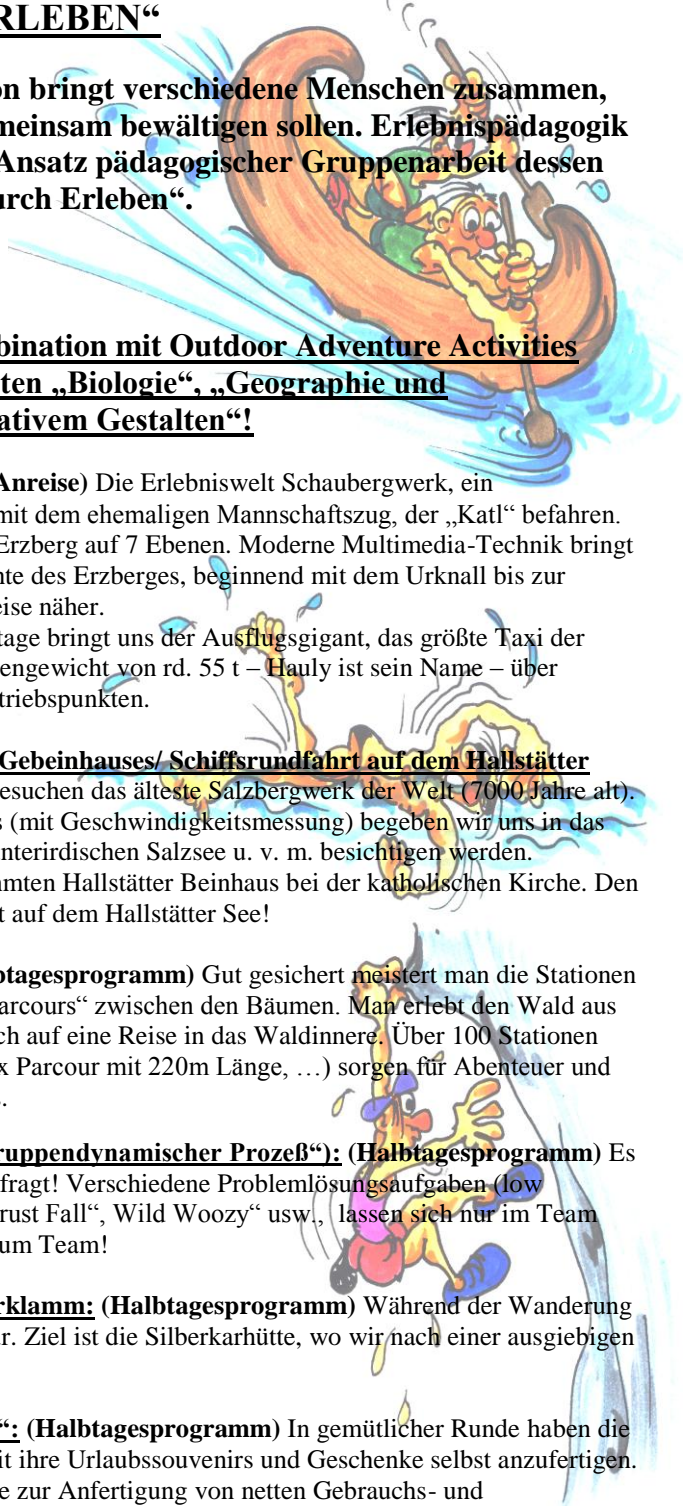 RLEBEN“
on bringt verschiedene Menschen zusammen,
meinsam bewältigen sollen. Erlebnispädagogik
Ansatz pädagogischer Gruppenarbeit dessen
urch Erleben“.
bination mit Outdoor Adventure Activities
ten „Biologie“, „Geographie und
ativem Gestalten“!
Anreise) Die Erlebniswelt Schaubergwerk, ein
mit dem ehemaligen Mannschaftszug, der „Katl“ befahren.
Erzberg auf 7 Ebenen. Moderne Multimedia-Technik bringt
hte des Erzberges, beginnend mit dem Urknall bis zur
eise näher.
tage bringt uns der Ausflugsgigant, das größte Taxi der
engewicht von rd. 55 t – Hauly ist sein Name – über
triebspunkten.
Gebeinhauses/ Schiffsrundfahrt auf dem Hallstätter
esuchen das älteste Salzbergwerk der Welt (7000 Jahre alt).
s (mit Geschwindigkeitsmessung) begeben wir uns in das
unterirdischen Salzsee u. v. m. besichtigen werden.
hmten Hallstätter Beinhaus bei der katholischen Kirche. Den
t auf dem Hallstätter See!
btagesprogramm) Gut gesichert meistert man die Stationen
arcours“ zwischen den Bäumen. Man erlebt den Wald aus
ch auf eine Reise in das Waldinnere. Über 100 Stationen
x Parcour mit 220m Länge, …) sorgen für Abenteuer und
s.
ruppendynamischer Prozeß“): (Halbtagesprogramm) Es
fragt! Verschiedene Problemlösungsaufgaben (low
rust Fall“, Wild Woozy“ usw., lassen sich nur im Team
um Team!
rklamm: (Halbtagesprogramm) Während der Wanderung
ur. Ziel ist die Silberkarhütte, wo wir nach einer ausgiebigen
“: (Halbtagesprogramm) In gemütlicher Runde haben die
it ihre Urlaubssouvenirs und Geschenke selbst anzufertigen.
e zur Anfertigung von netten Gebrauchs- und